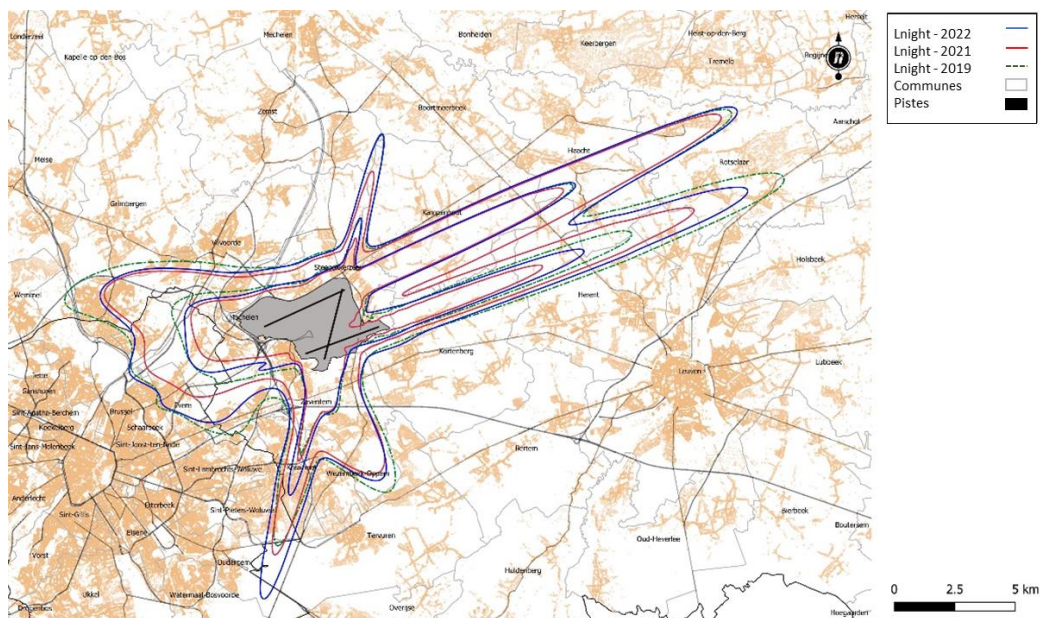 Londerzeel
Mechelen
Bonheiden
Heist-op-den-Berg
Herselt
Kapelle-op-den-Bos
Keerbergen
Tremelo
Zemst
Boortmeerbeek
Aarschot
Meise
Haacht
Rotselaar
Grimbergen
Kampenhout
Vilvoorde
Holsbeek
Steenokkerzeel
Wemmel
Machelen
Herent
Kortenberg
Lubbeek
Leuven
Jette
Ganshoren
Zaventem
Evere
Sint-Agatha-Berchem
Brussel
Koekelberg
Schaarbeek
Sint-Jans-Molenbeek
Sint-Joost-ten-Node
Bertem
Sint-Lambrechts-Woluwe
Kraainem
Wezembeek-Oppem
Anderlecht
Etterbeek
Sint-Pieters-Woluwe
Bierbeek
Sint-Gillis
Boutersem
Elsene
Tervuren
Oud-Heverlee
Vorst
Oudergem
Huldenberg
Ukkel
Watermaal-Bosvoorde
Overijse
Drogenbos
Hoegaarden
Lnight - 2022
Lnight - 2021
Lnight - 2019
Communes
Pistes
0 2.5 5 km